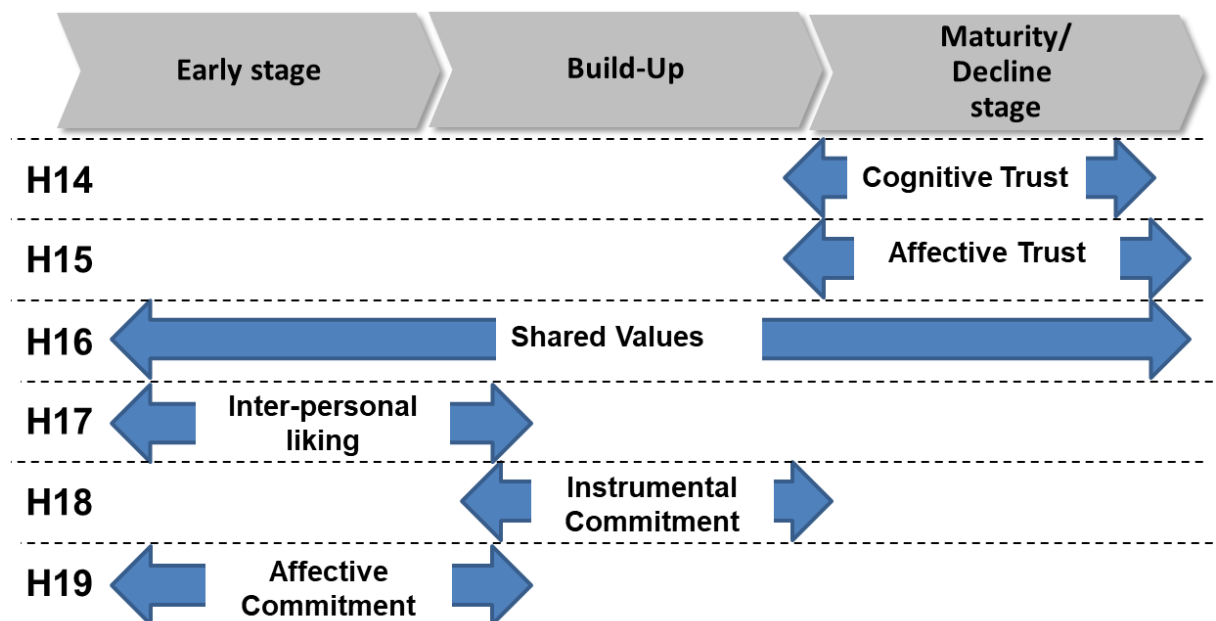 Early stage
Build-Up
Maturity/
Decline
stage
H14
Cognitive Trust
H15
Affective Trust
H16
Shared Values
H17
Inter-personal
liking
H18
Instrumental
Commitment
H19
Affective
Commitment